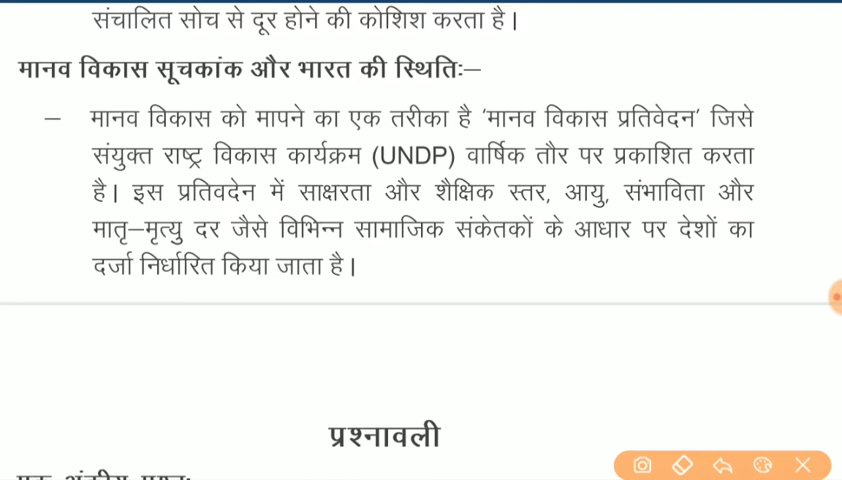 संचालित सोच से दूर होने की कोशिश करता है।
मानव विकास सूचकांक और भारत की स्थितिः–
– मानव विकास को मापने का एक तरीका है 'मानव विकास प्रतिवेदन' जिसे
संयुक्त राष्ट्र विकास कार्यक्रम (UNDP) वार्षिक तौर पर प्रकाशित करता
है। इस प्रतिवदेन में साक्षरता और शैक्षिक स्तर, आयु, संभाविता और
मातृ–मृत्यु दर जैसे विभिन्न सामाजिक संकेतकों के आधार पर देशों का
दर्जा निर्धारित किया जाता है।
प्रश्नावली